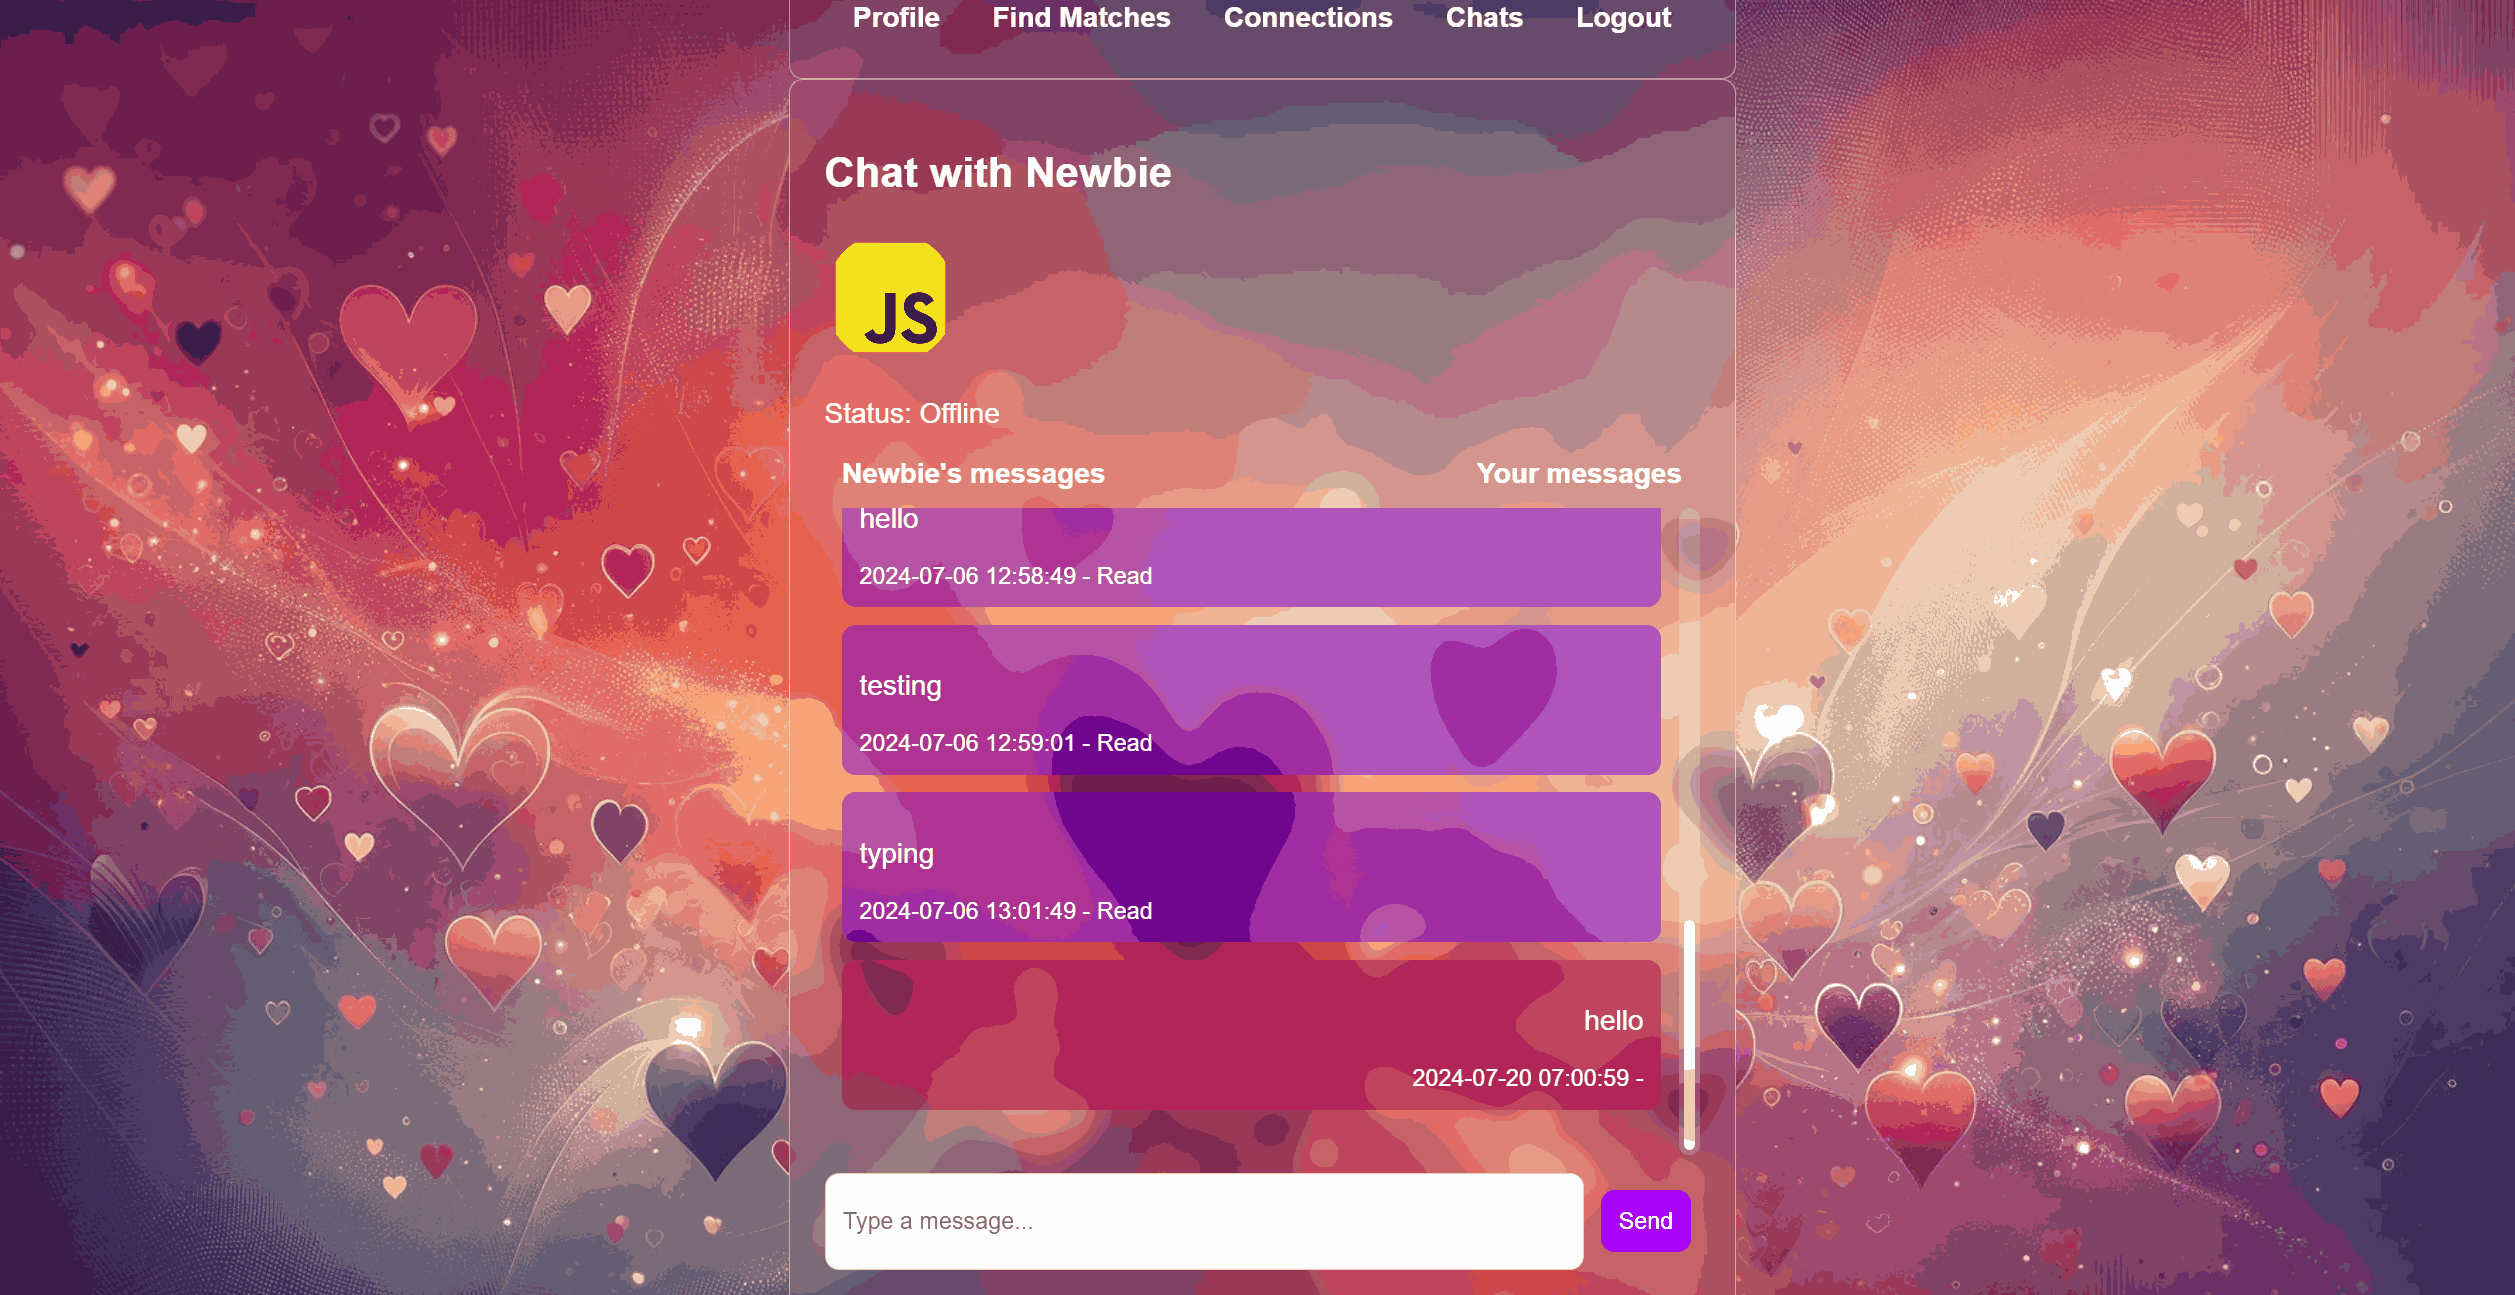 Profile Find Matches Connections Chats Logout
Chat with Newbie
JS
Status: Offline
Newbie's messages Your messages
hello
2024-07-06 12:58:49 - Read
testing
2024-07-06 12:59:01 - Read
typing
2024-07-06 13:01:49 - Read
hello
2024-07-20 07:00:59 -
Type a message...
Send